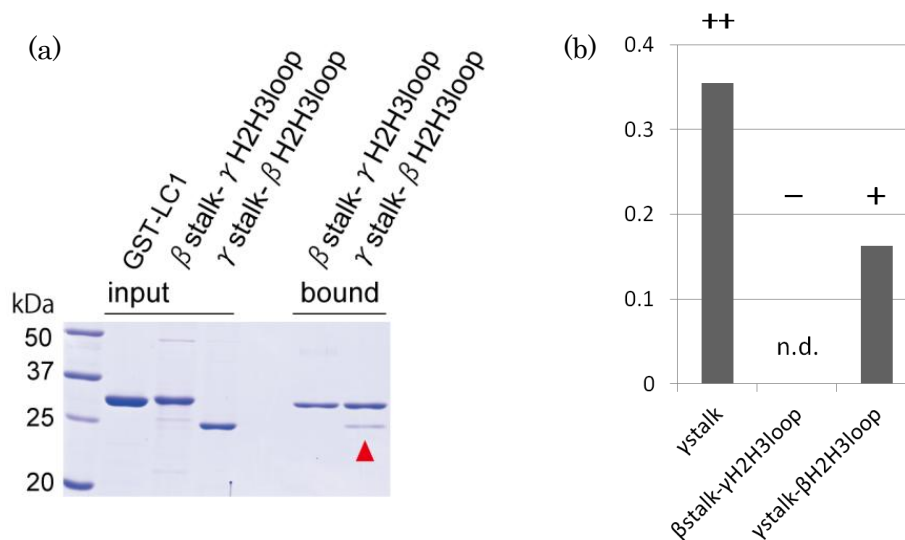 (a)
GST-LC1
β stalk- γ H2H3loop
γ stalk- β H2H3loop
β stalk- γ H2H3loop
γ stalk- β H2H3loop
kDa
input
bound
50
37
25
20
(b)
++
0.4
0.3
–
+
0.2
0.1
n.d.
0
γstalk
βstalk-γH2H3loop
γstalk-βH2H3loop